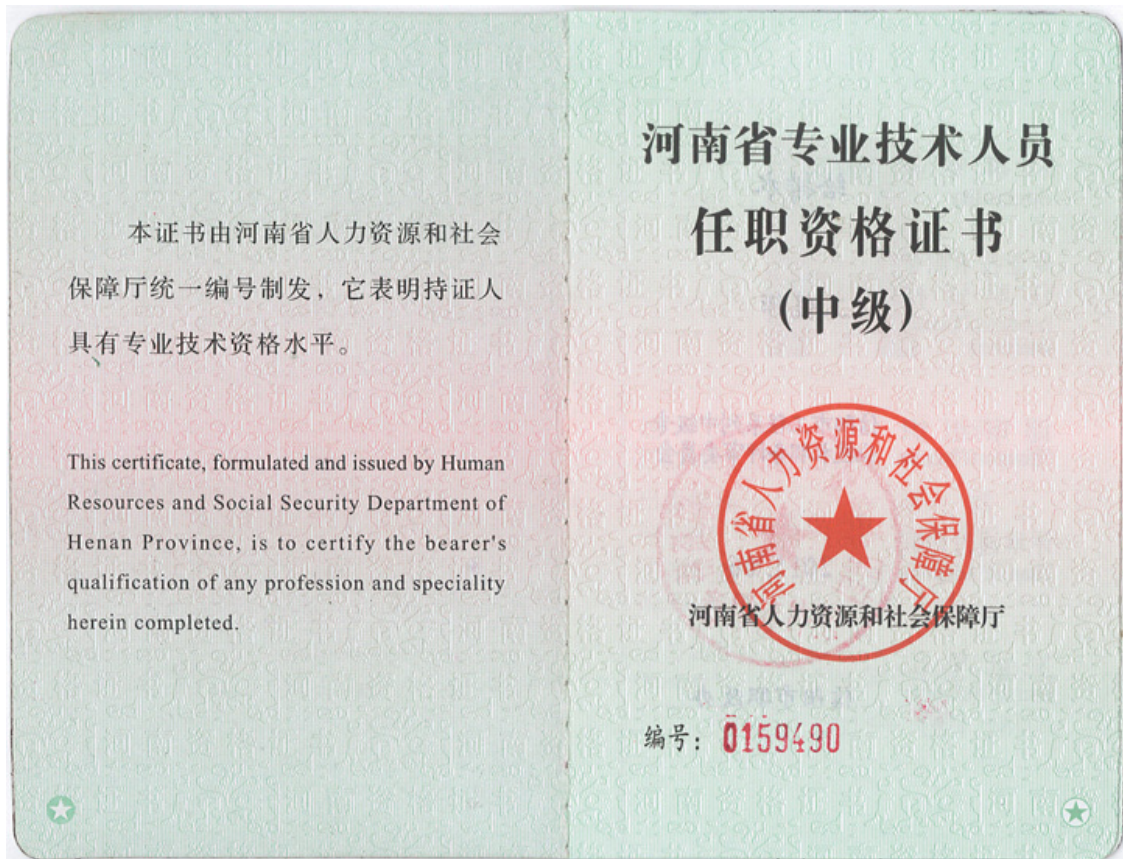 本证书由河南省人力资源和社会
保障厅统一编号制发，它表明持证人
具有专业技术资格水平。
This certificate, formulated and issued by Human
Resources and Social Security Department of
Henan Province, is to certify the bearer's
qualification of any profession and speciality
herein completed.
河南省专业技术人员
任职资格证书
(中级)
河南省人力资源和社会保障厅
河南省人力资源和社会保障厅
编号：0159490